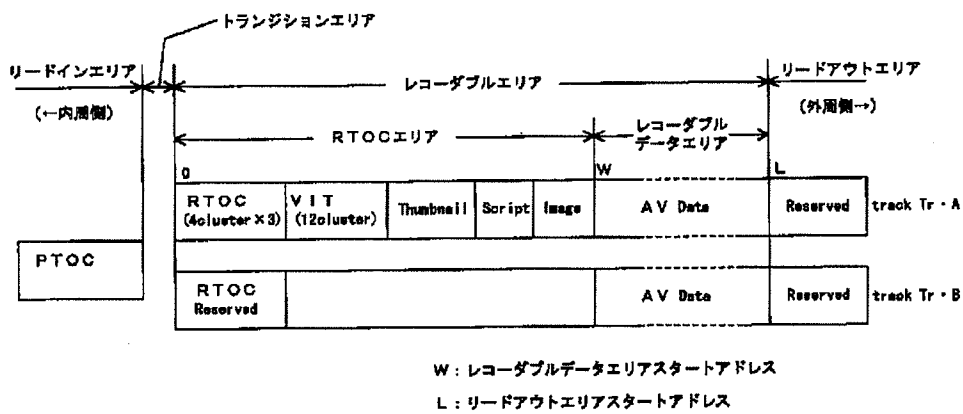 トランジションエリア
リードインエリア
レコーダブルエリア
リードアウトエリア
(←内周側)
(外周側→)
RTOCエリア
レコーダブル
データエリア
0
W
L
RTOC
(4cluster×3)
VIT
(12cluster)
Thumbnail
Script
Image
AV Data
Reserved
track Tr・A
PTOC
RTOC
Reserved
AV Data
Reserved
track Tr・B
W:レコーダブルデータエリアスタートアドレス
L:リードアウトエリアスタートアドレス